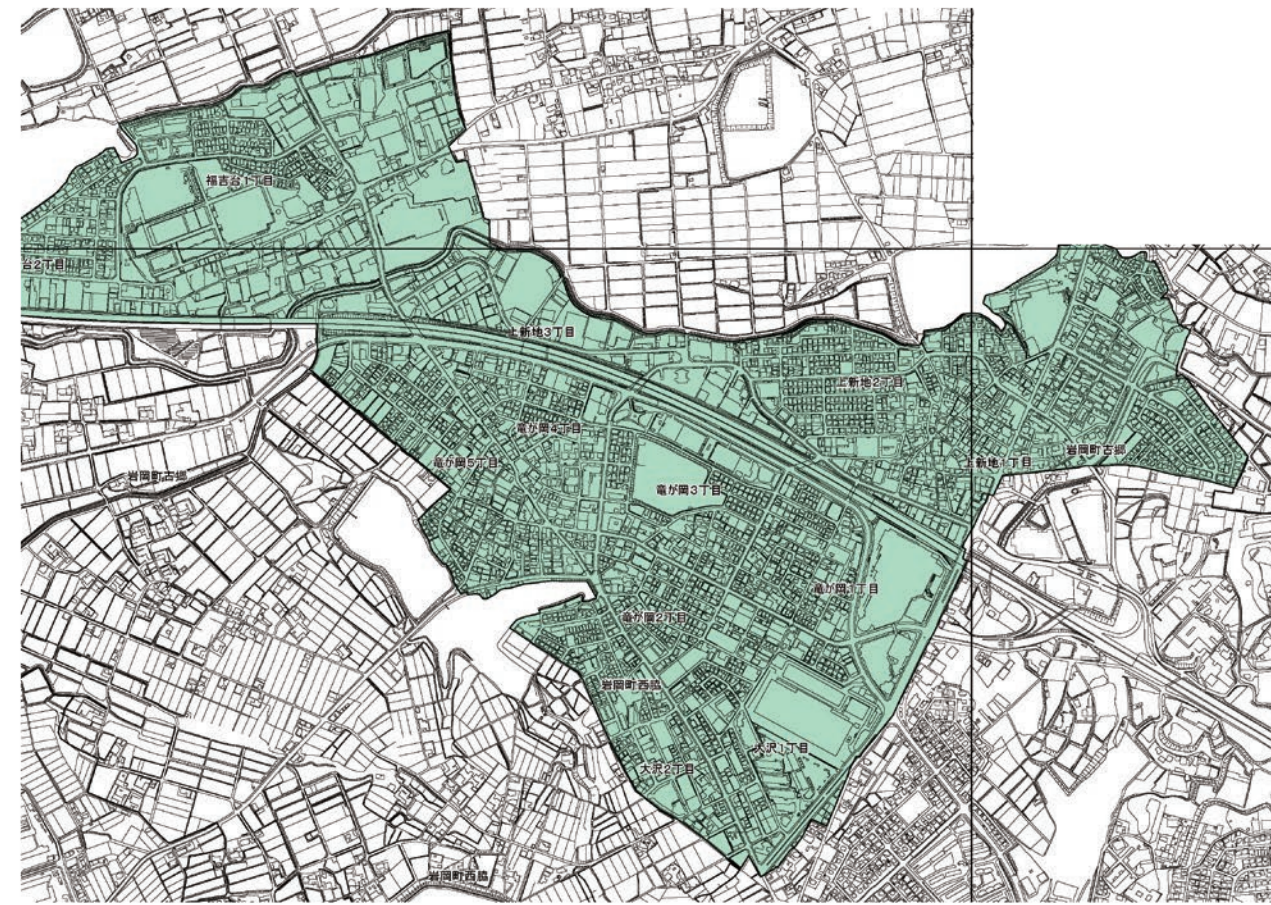 福吉台1丁目
台2丁目
上新地3丁目
上新地2丁目
竜が岡4丁目
岩岡町古郷
上新地1丁目
竜が岡5丁目
岩岡町古郷
竜が岡3丁目
竜が岡1丁目
竜が岡2丁目
岩岡町西脇
大沢1丁目
大沢2丁目
岩岡町西脇